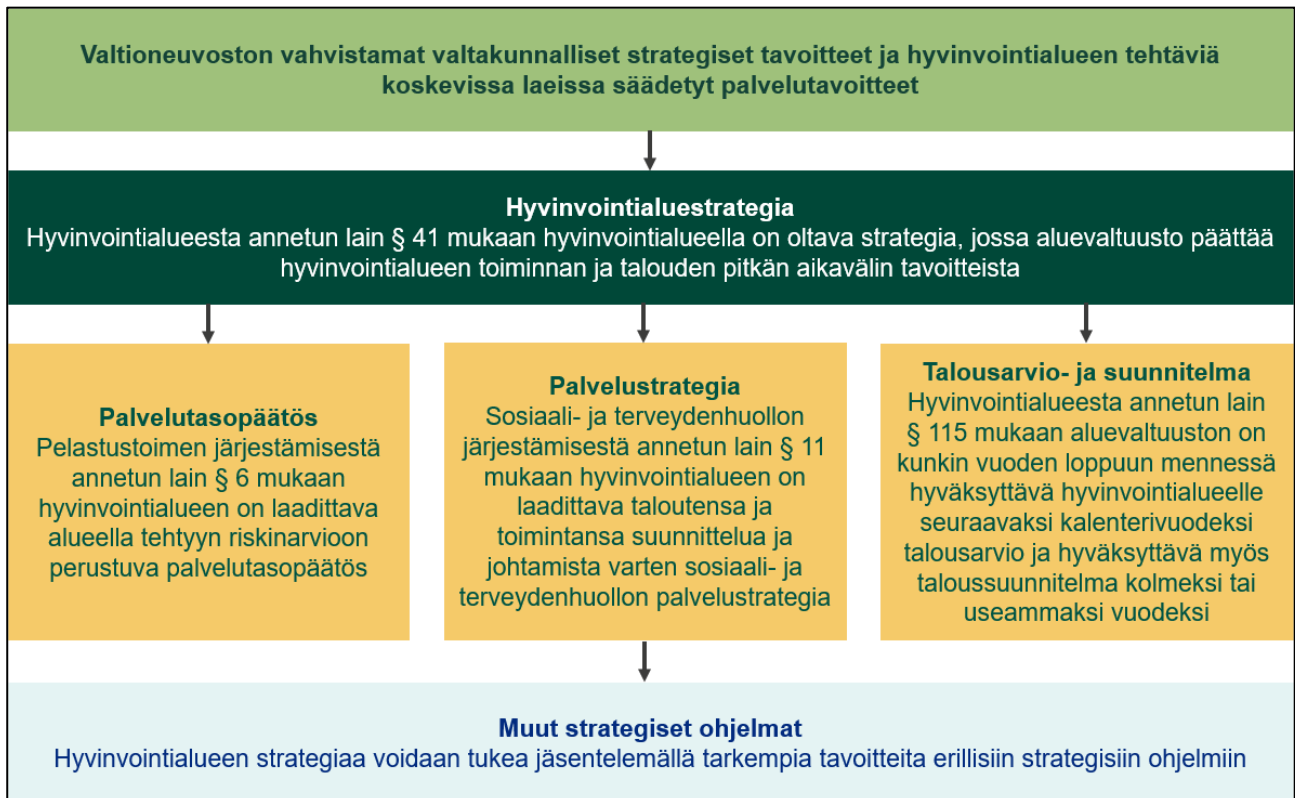 Valtioneuvoston vahvistamat valtakunnalliset strategiset tavoitteet ja hyvinvointialueen tehtäviä
koskevissa laeissa säädetyt palvelutavoitteet
Hyvinvointialuestrategia
Hyvinvointialueesta annetun lain § 41 mukaan hyvinvointialueella on oltava strategia, jossa aluevaltuusto päättää
hyvinvointialueen toiminnan ja talouden pitkän aikavälin tavoitteista
Palvelutasopäätös
Pelastustoimen järjestämisestä
annetun lain § 6 mukaan
hyvinvointialueen on laadittava
alueella tehtyyn riskinarvioon
perustuva palvelutasopäätös
Palvelustrategia
Sosiaali- ja terveydenhuollon
järjestämisestä annetun lain § 11
mukaan hyvinvointialueen on
laadittava taloutensa ja
toimintansa suunnittelua ja
johtamista varten sosiaali- ja
terveydenhuollon palvelustrategia
Talousarvio- ja suunnitelma
Hyvinvointialueesta annetun lain
§ 115 mukaan aluevaltuuston on
kunkin vuoden loppuun mennessä
hyväksyttävä hyvinvointialueelle
seuraavaksi kalenterivuodeksi
talousarvio ja hyväksyttävä myös
taloussuunnitelma kolmeksi tai
useammaksi vuodeksi
Muut strategiset ohjelmat
Hyvinvointialueen strategiaa voidaan tukea jäsentelemällä tarkempia tavoitteita erillisiin strategisiin ohjelmiin